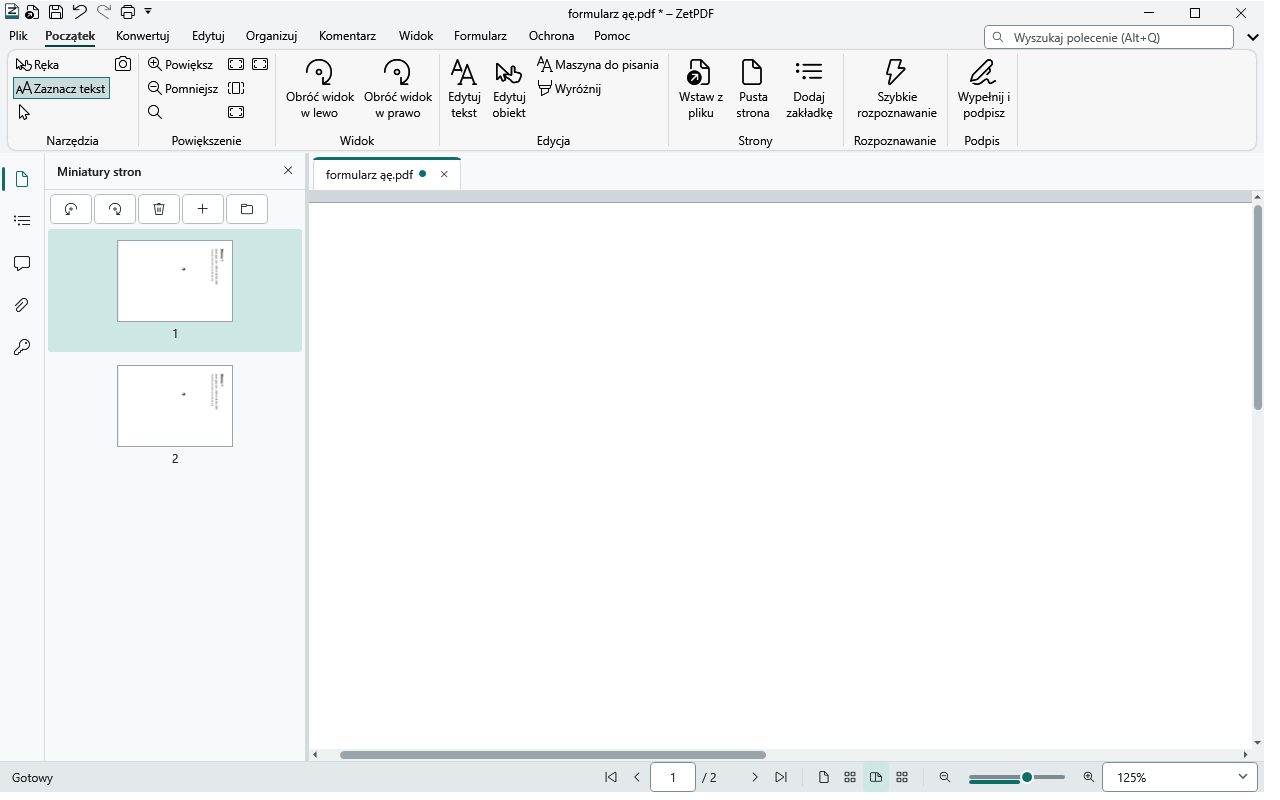 formularz ąę.pdf * – ZetPDF
Plik Początek Konwertuj Edytuj Organizuj Komentarz Widok Formularz Ochrona Pomoc
Wyszukaj polecenie (Alt+Q)
Ręka
Zaznacz tekst
Narzędzia
Powiększ
Pomniejsz
Powiększenie
Obróć widok
w lewo
Obróć widok
w prawo
Widok
Edytuj
tekst
Edytuj
obiekt
Maszyna do pisania
Wyróżnij
Edycja
Wstaw z
pliku
Pusta
strona
Dodaj
zakładkę
Strony
Szybkie
rozpoznawanie
Rozpoznawanie
Wypełnij i
podpisz
Podpis
Miniatury stron
formularz ąę.pdf
1
2
Gotowy
1 / 2
125%